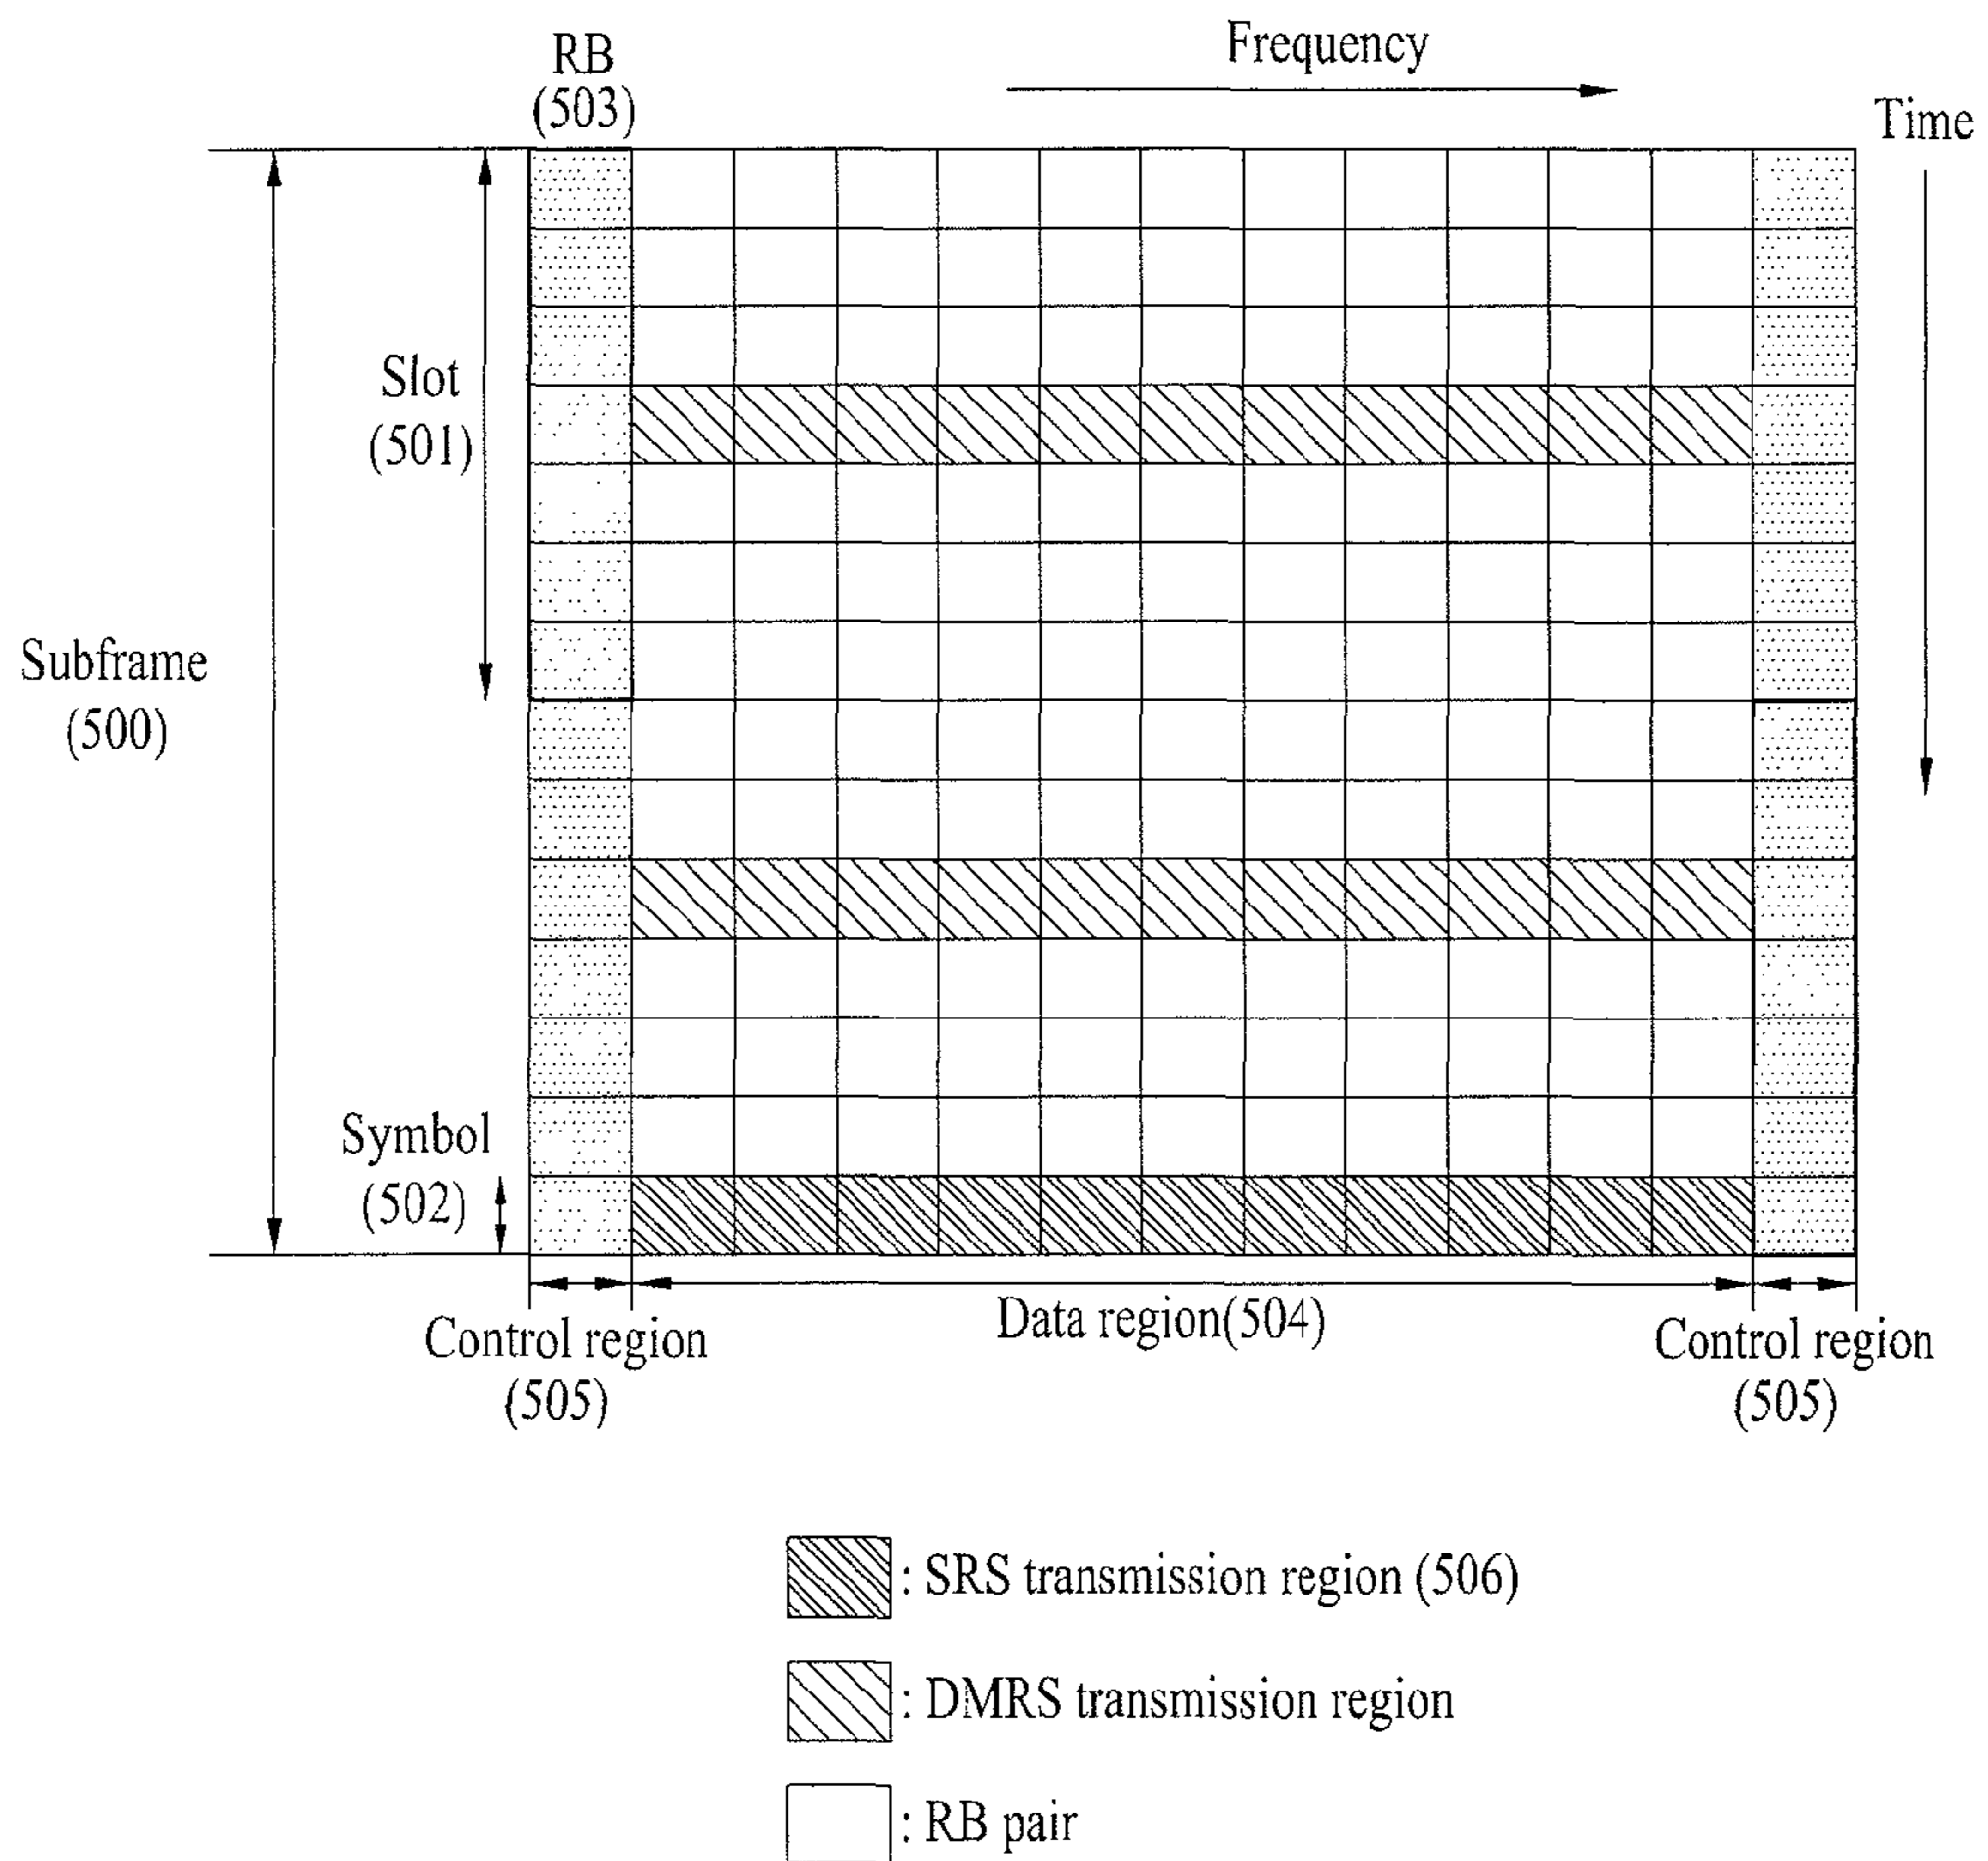 RB
(503)
Frequency
Time
Slot
(501)
Subframe
(500)
Symbol
(502)
Data region(504)
Control region
(505)
Control region
(505)
: SRS transmission region (506)
: DMRS transmission region
: RB pair